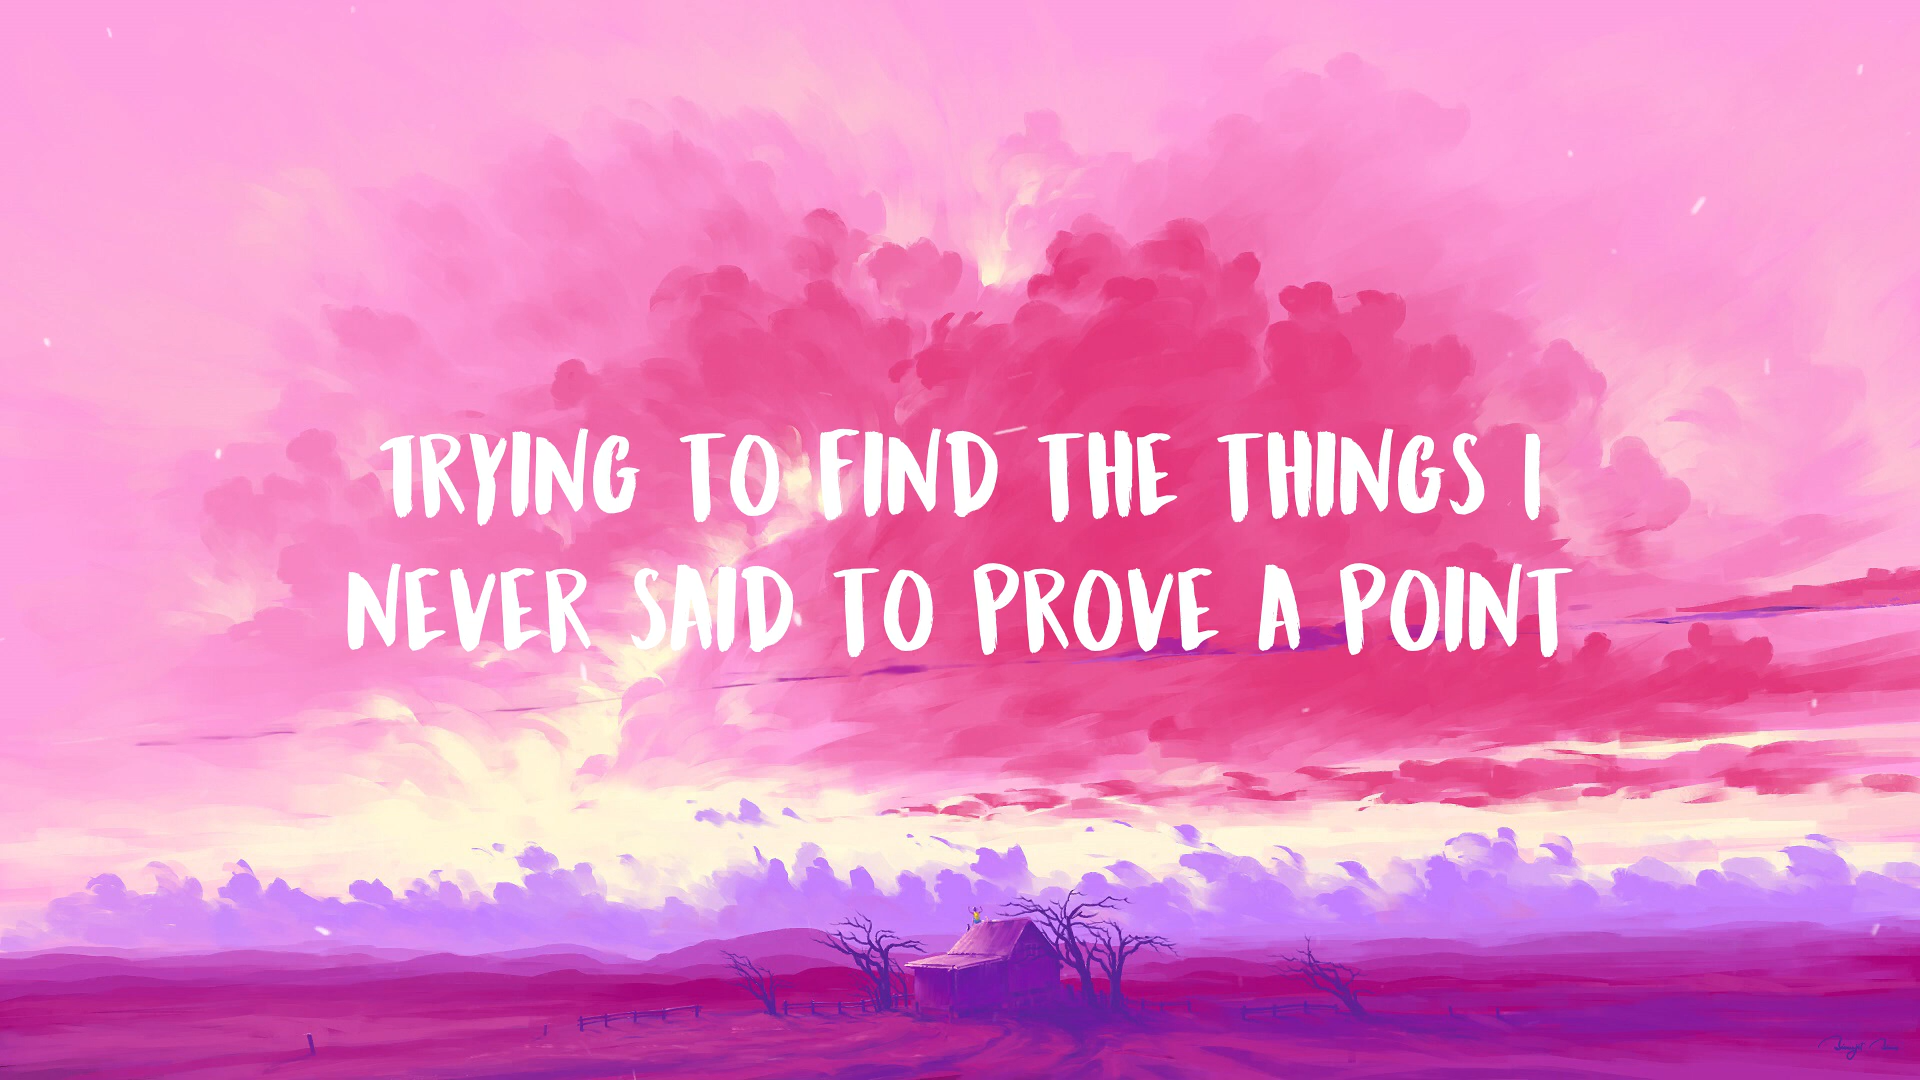 TRYING TO FIND THE THINGS I
NEVER SAID TO PROVE A POINT